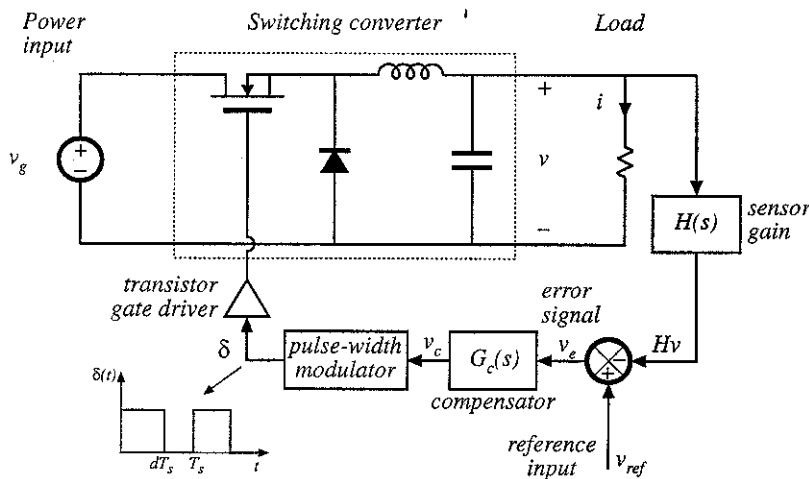 Power
input
Switching converter
Load
+
i
v_g
+
−
v
−
H(s)
sensor
gain
transistor
gate driver
error
signal
δ
pulse-width
modulator
v_c
G_c(s)
v_e
−
+
Hv
compensator
δ(t)
dT_s
T_s
t
reference
input
v_ref